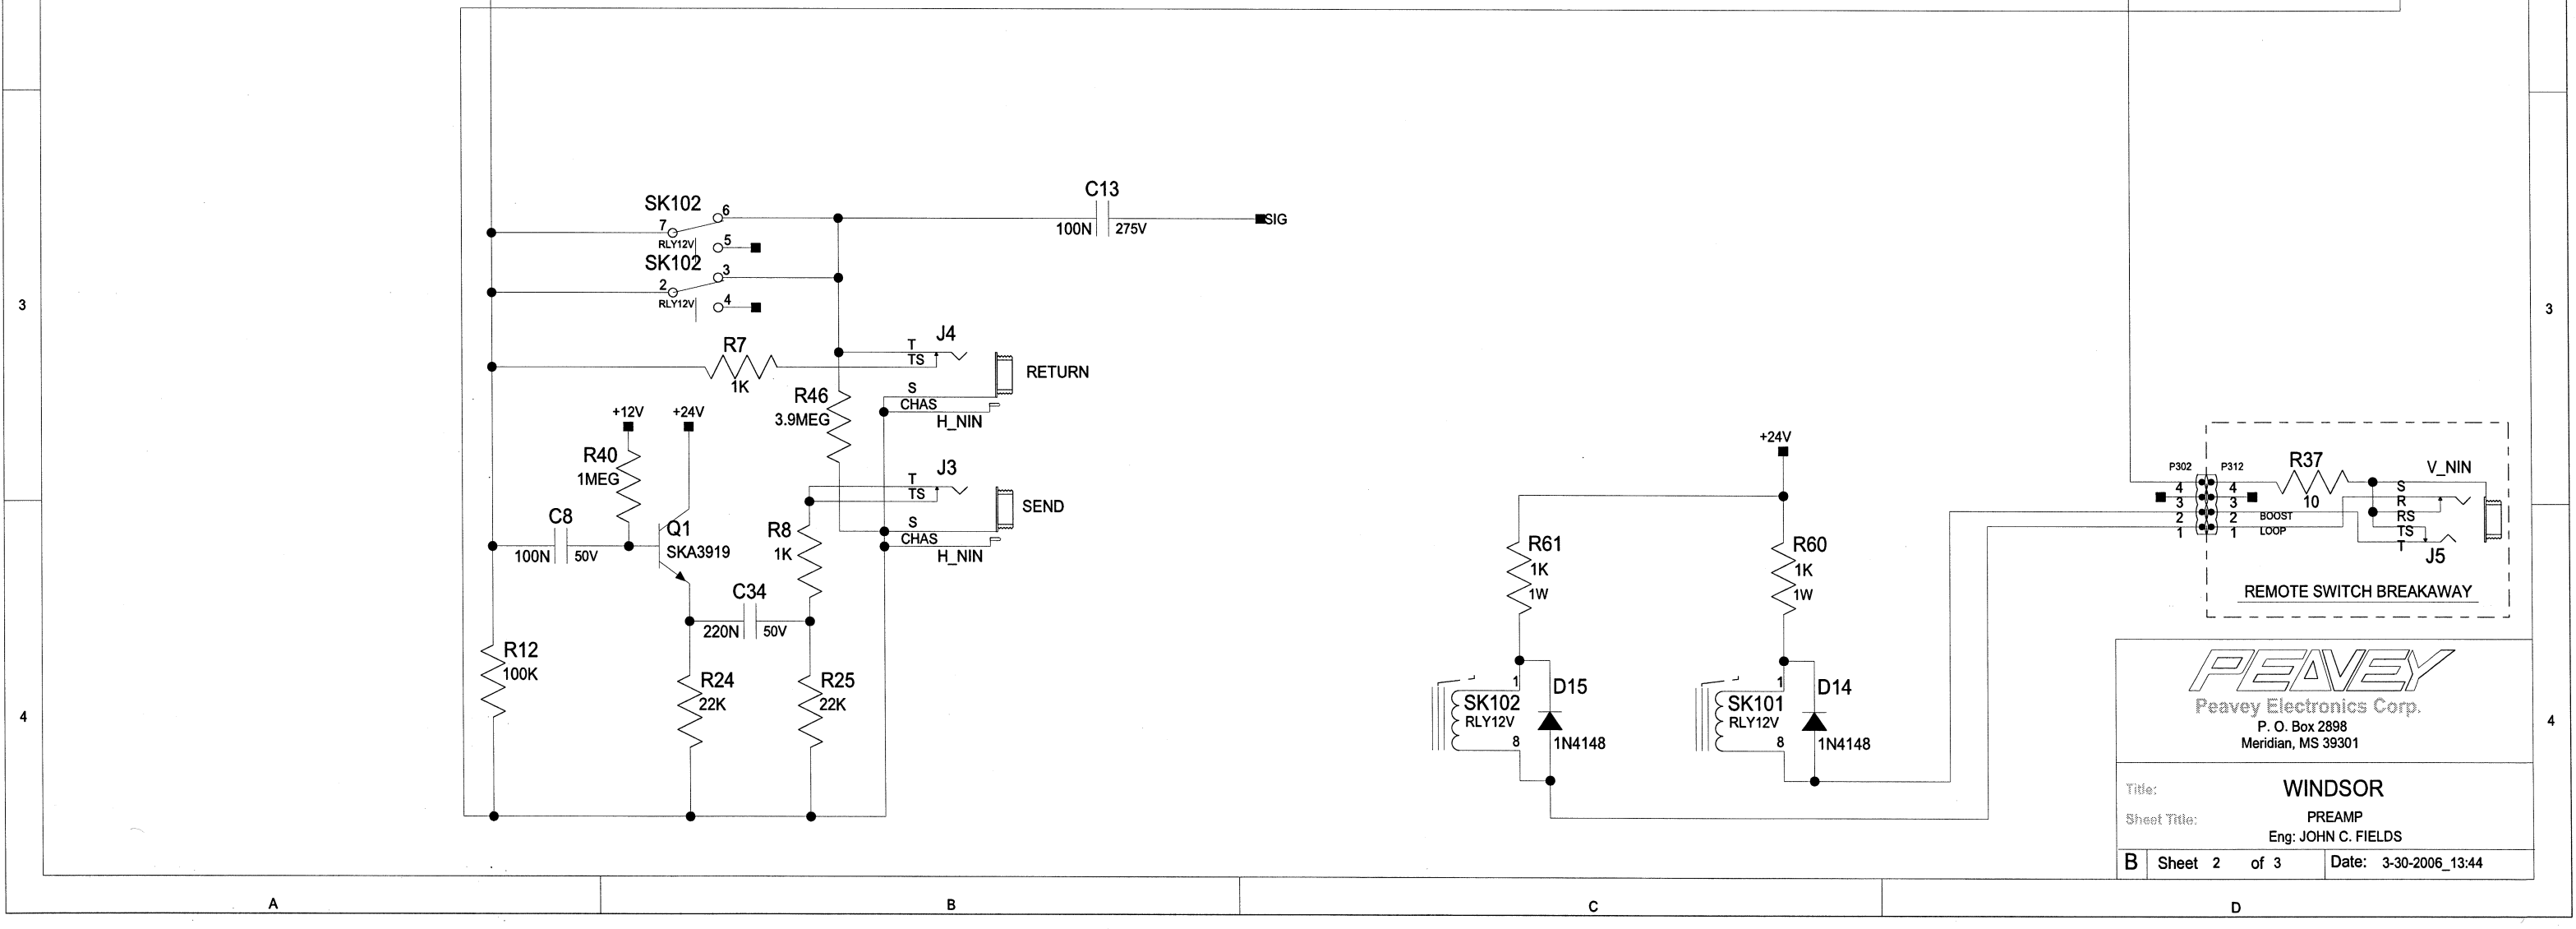 C13
100N 275V
SIG
SK102
7
6
RLY12V
5
SK102
2
3
RLY12V
4
3
3
R7
1K
J4
T
TS
RETURN
S
CHAS
H_NIN
R46
3.9MEG
+12V
+24V
R40
1MEG
J3
T
TS
SEND
S
CHAS
H_NIN
C8
100N 50V
Q1
SKA3919
R8
1K
C34
220N 50V
R12
100K
R24
22K
R25
22K
+24V
R61
1K
1W
R60
1K
1W
1
SK102
RLY12V
8
D15
1N4148
1
SK101
RLY12V
8
D14
1N4148
P302
P312
4
3
2
1
4
3
2
1
BOOST
LOOP
R37
10
V_NIN
S
R
RS
TS
T
J5
REMOTE SWITCH BREAKAWAY
4
4
PEAVEY
Peavey Electronics Corp.
P. O. Box 2898
Meridian, MS 39301
Title: WINDSOR
Sheet Title: PREAMP
Eng: JOHN C. FIELDS
B Sheet 2 of 3 Date: 3-30-2006_13:44
A B C D